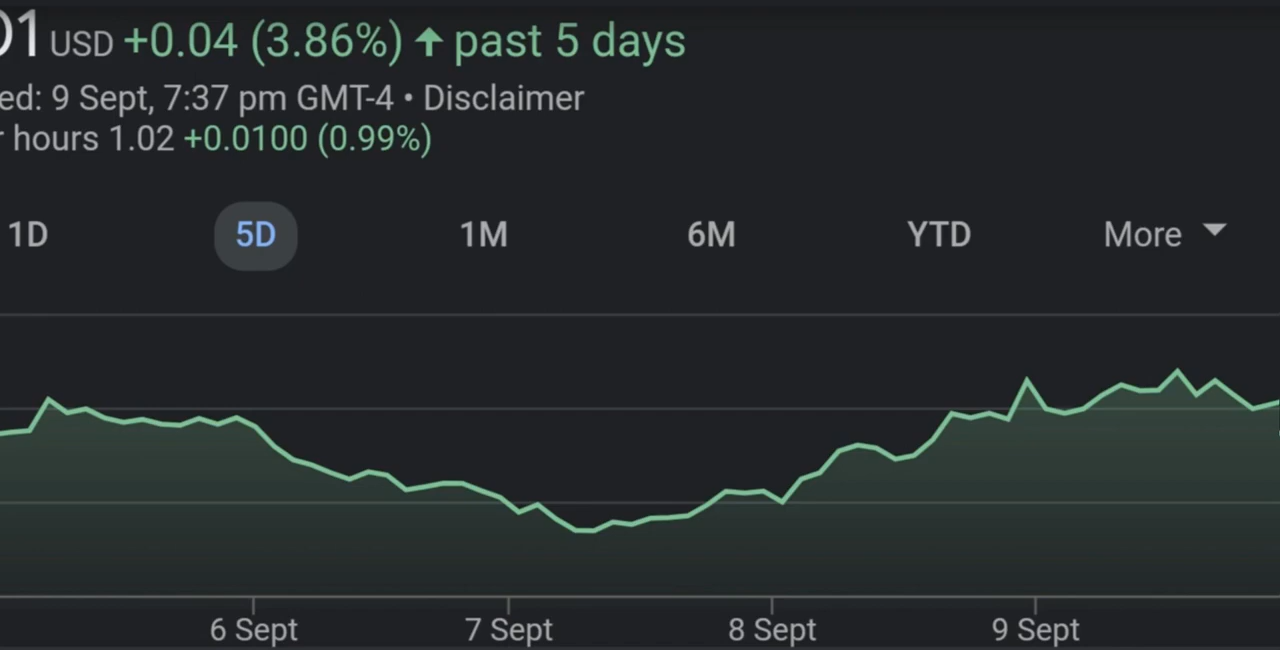 01 USD +0.04 (3.86%) ↑ past 5 days
ed: 9 Sept, 7:37 pm GMT-4 • Disclaimer
r hours 1.02 +0.0100 (0.99%)
1D 5D 1M 6M YTD More
6 Sept 7 Sept 8 Sept 9 Sept